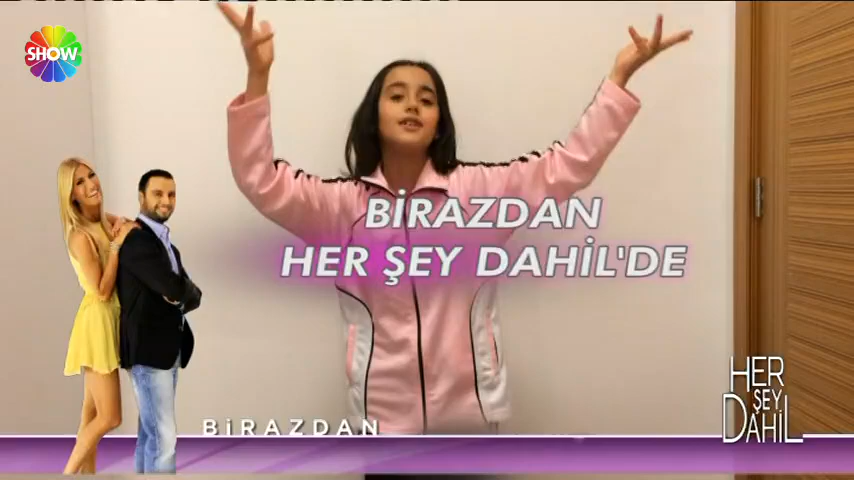 SHOW
BİRAZDAN
HER ŞEY DAHİL'DE
HER
ŞEY
DAHİL
BİRAZDAN